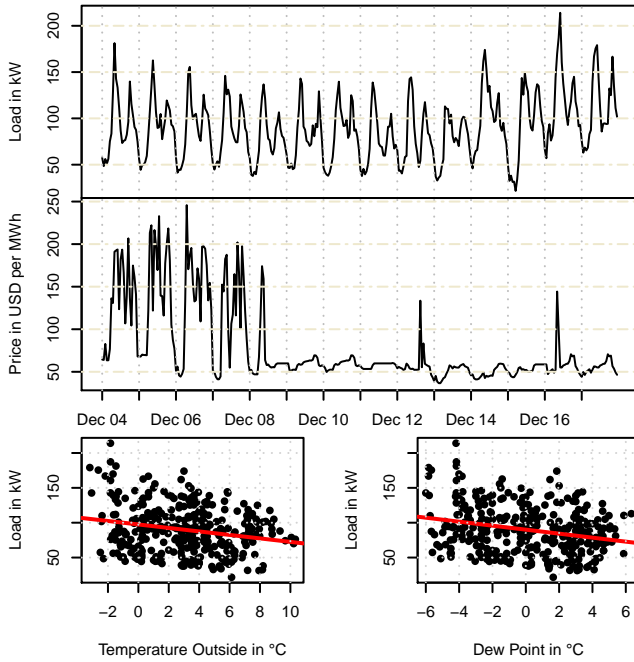 Load in kW
200
150
100
50
Price in USD per MWh
250
200
150
100
50
Dec 04 Dec 06 Dec 08 Dec 10 Dec 12 Dec 14 Dec 16
Load in kW
150
50
−2 0 2 4 6 8 10
Temperature Outside in °C
Load in kW
150
50
−6 −4 −2 0 2 4 6
Dew Point in °C